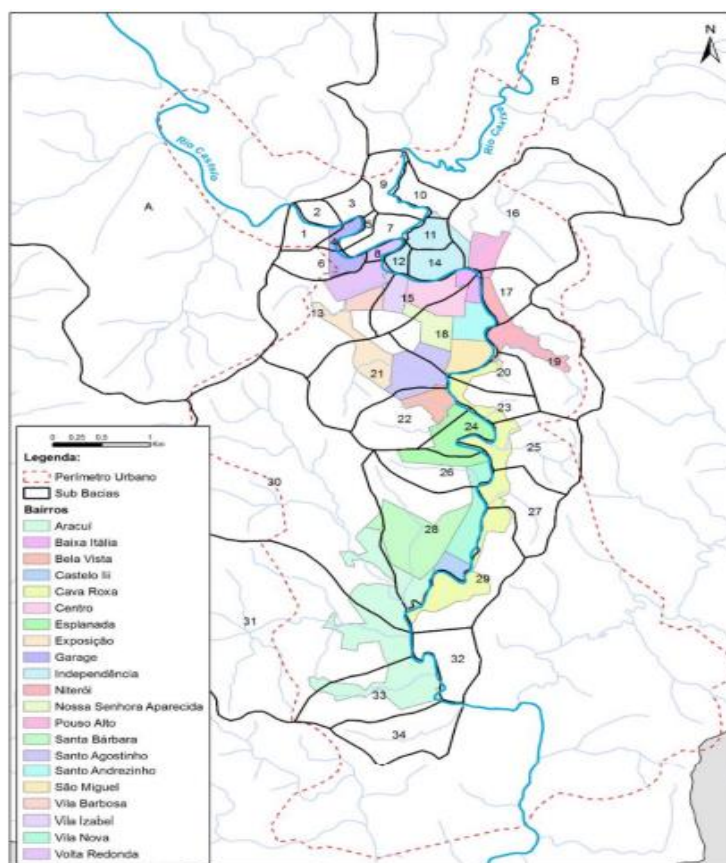 N
B
Rio Castelo
A
9
10
3
2
16
5
1
7
11
4
8
12
14
6
17
15
13
18
19
20
21
23
22
24
25
26
30
27
28
29
31
32
33
34
0 0.25 0.5 1
Km
Legenda:
Perímetro Urbano
Sub Bacias
Bairros
Aracuí
Baixa Itália
Bela Vista
Castelo Iii
Cava Roxa
Centro
Esplanada
Exposição
Garage
Independência
Niterói
Nossa Senhora Aparecida
Pouso Alto
Santa Bárbara
Santo Agostinho
Santo Andrezinho
São Miguel
Vila Barbosa
Vila Izabel
Vila Nova
Volta Redonda